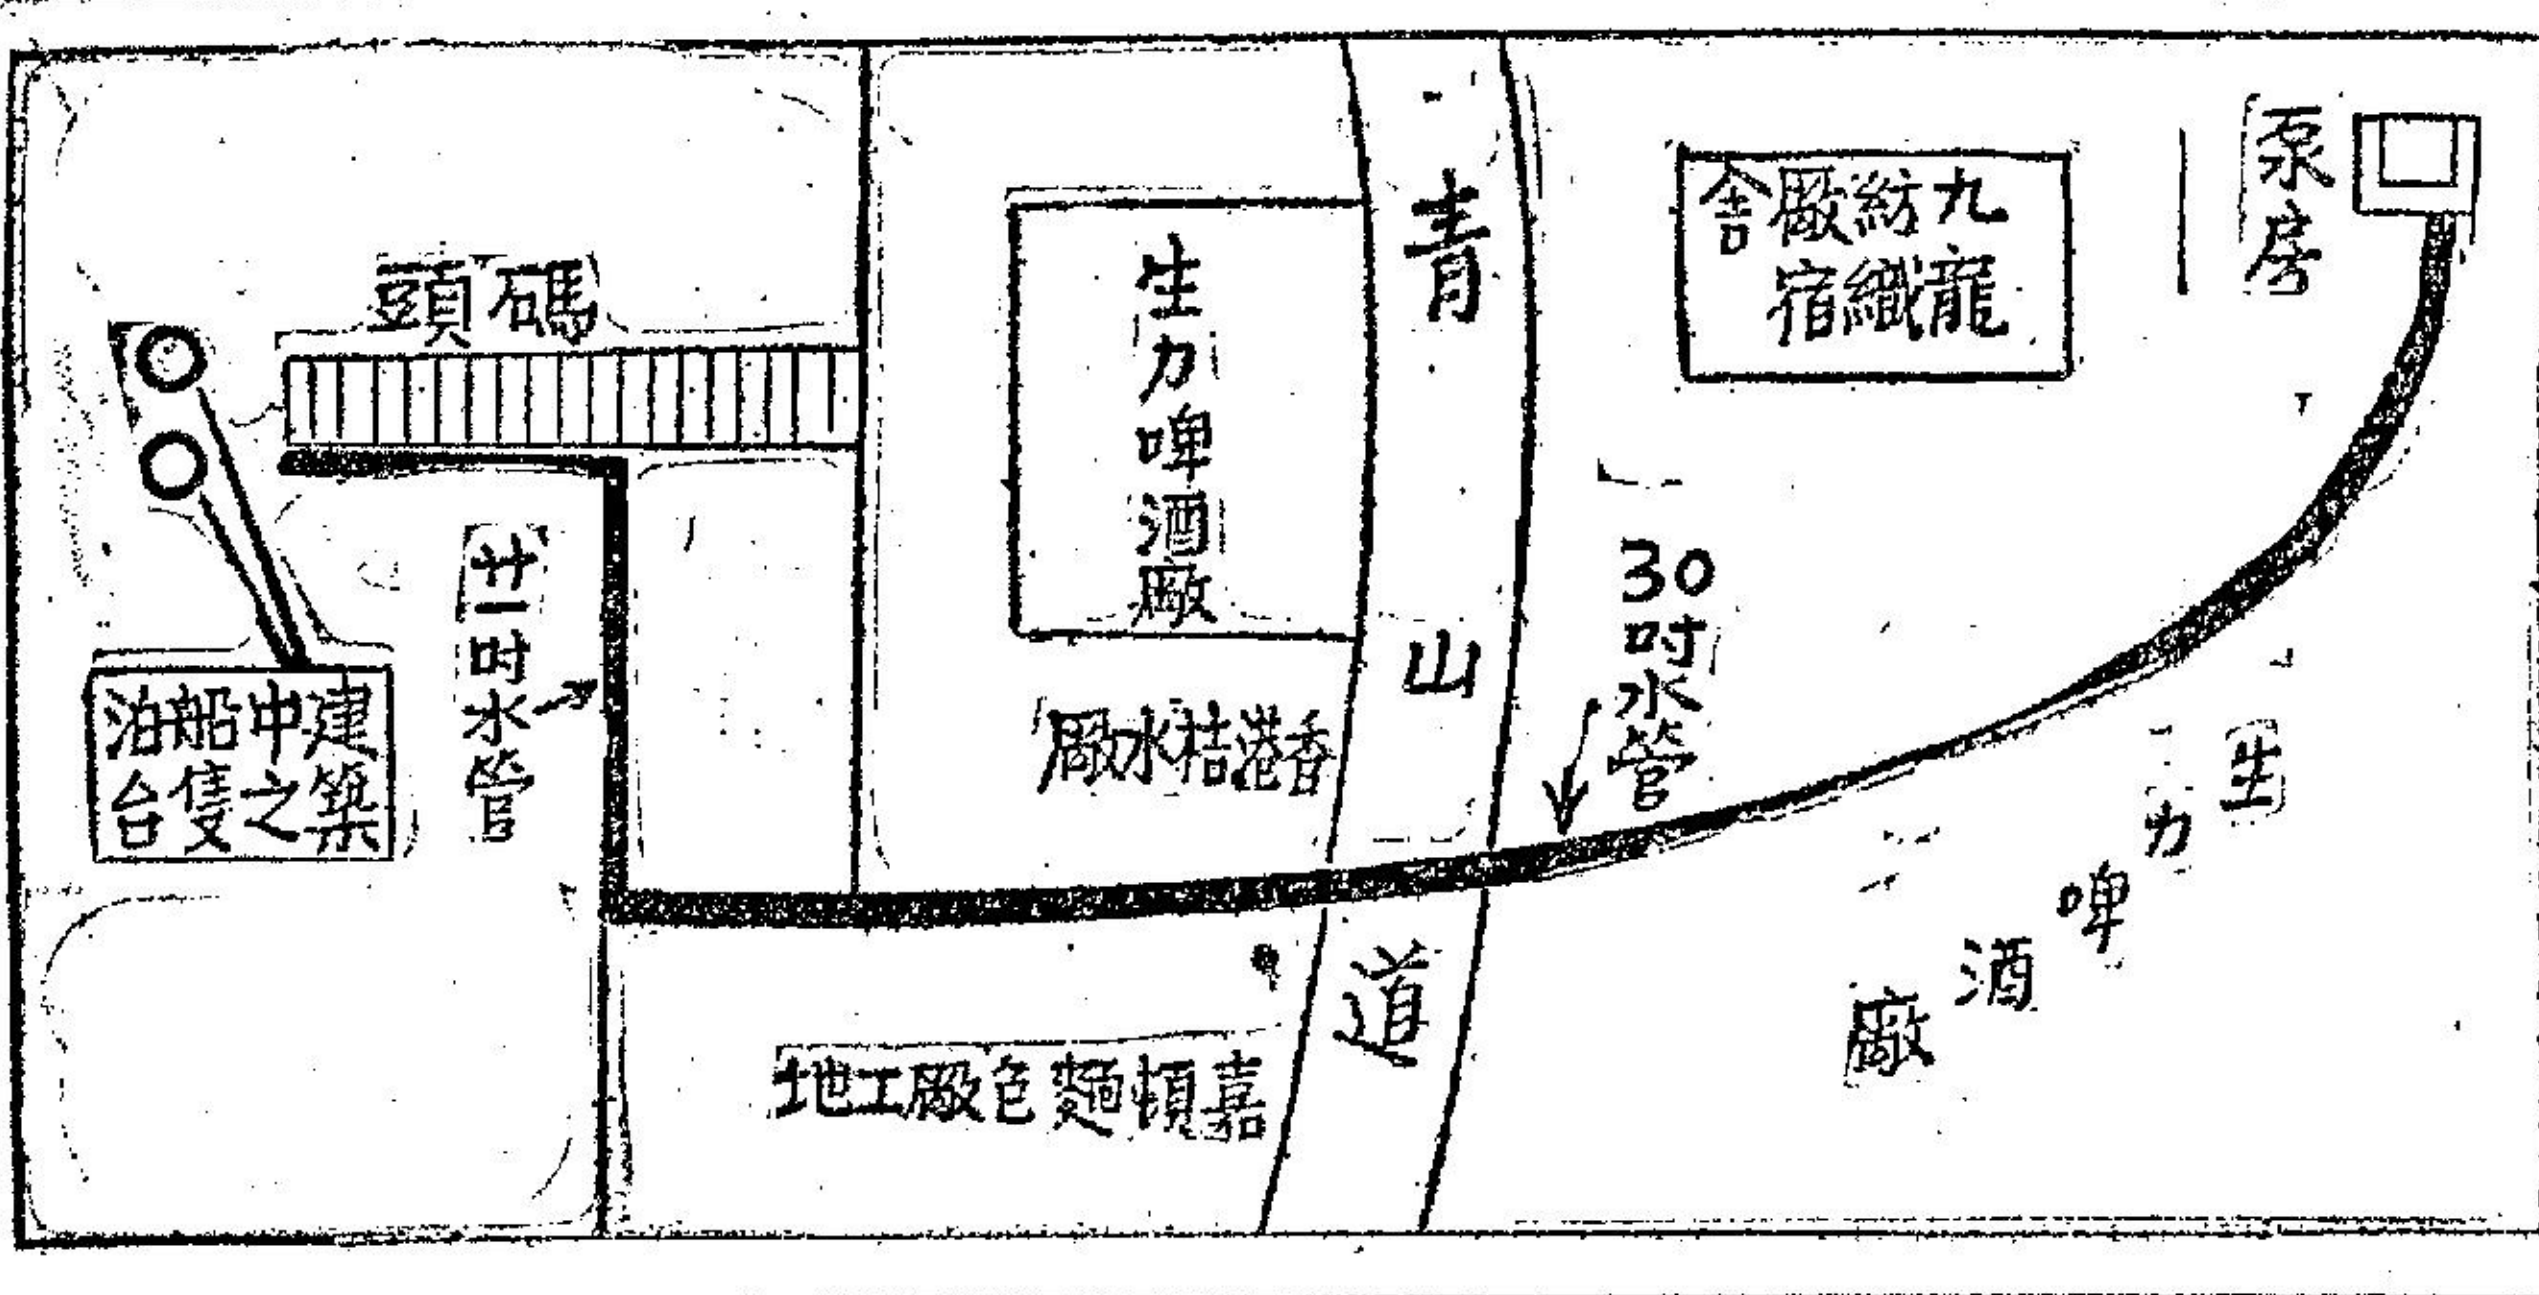 泵房
九龍
紡織
廠宿
舍
青山道
生力啤酒廠
碼頭
30吋水管
廿一吋水管
香港桔水廠
建築
中之
船隻
泊台
生力啤酒廠
嘉頓麵包廠工地